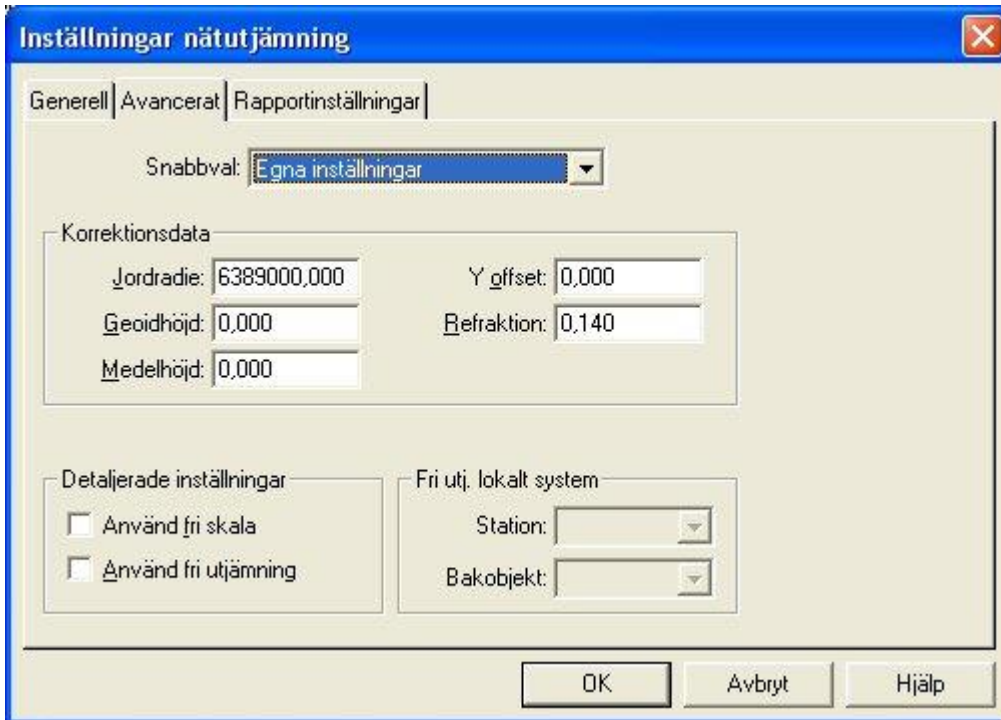 Inställningar nätutjämning
Generell Avancerat Rapportinställningar
Snabbval: Egna inställningar
Korrektionsdata
Jordradie: 6389000,000 Y offset: 0,000
Geoidhöjd: 0,000 Refraktion: 0,140
Medelhöjd: 0,000
Detaljerade inställningar
Använd fri skala
Använd fri utjämning
Fri utj. lokalt system
Station:
Bakobjekt:
OK Avbryt Hjälp